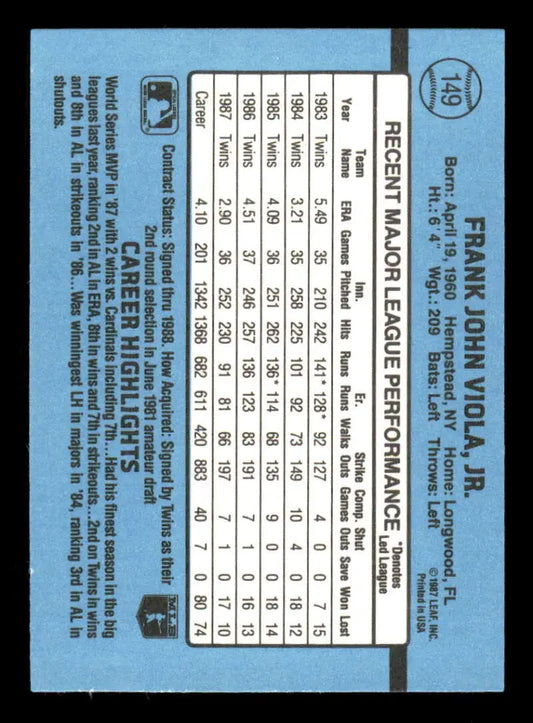 149
FRANK JOHN VIOLA, JR.
Born: April 19, 1960 Hempstead, NY Home: Longwood, FL
Ht.: 6'4" Wgt.: 209 Bats: Left Throws: Left
© 1987 LEAF, INC.
Printed in USA
RECENT MAJOR LEAGUE PERFORMANCE *Denotes Led League
Year Team Name ERA Games Inn. Pitched Hits Runs Er. Runs Walks Strike Outs Comp. Games Shut Outs Save Won Lost
1983 Twins 5.49 35 210 242 141* 128* 92 127 4 0 0 7 15
1984 Twins 3.21 35 258 225 101 92 73 149 10 4 0 18 12
1985 Twins 4.09 36 251 262 136* 114 68 135 9 0 0 18 14
1986 Twins 4.51 37 246 257 136 123 83 191 7 1 0 16 13
1987 Twins 2.90 36 252 230 91 81 66 197 7 1 0 17 10
Career 4.10 201 1342 1368 682 611 420 883 40 7 0 80 74
Contract Status: Signed thru 1988. How Acquired: Signed by Twins as their
2nd round selection in June 1981 amateur draft
MLB
CAREER HIGHLIGHTS
World Series MVP in '87 with 2 wins vs. Cardinals including 7th...Had his finest season in the big
leagues last year, ranking 2nd in AL in ERA, 8th in wins and 7th in strikeouts...2nd on Twins in wins
and 8th in AL in strikeouts in '86...Was winningest LH in majors in '84, ranking 3rd in AL in
shutouts.